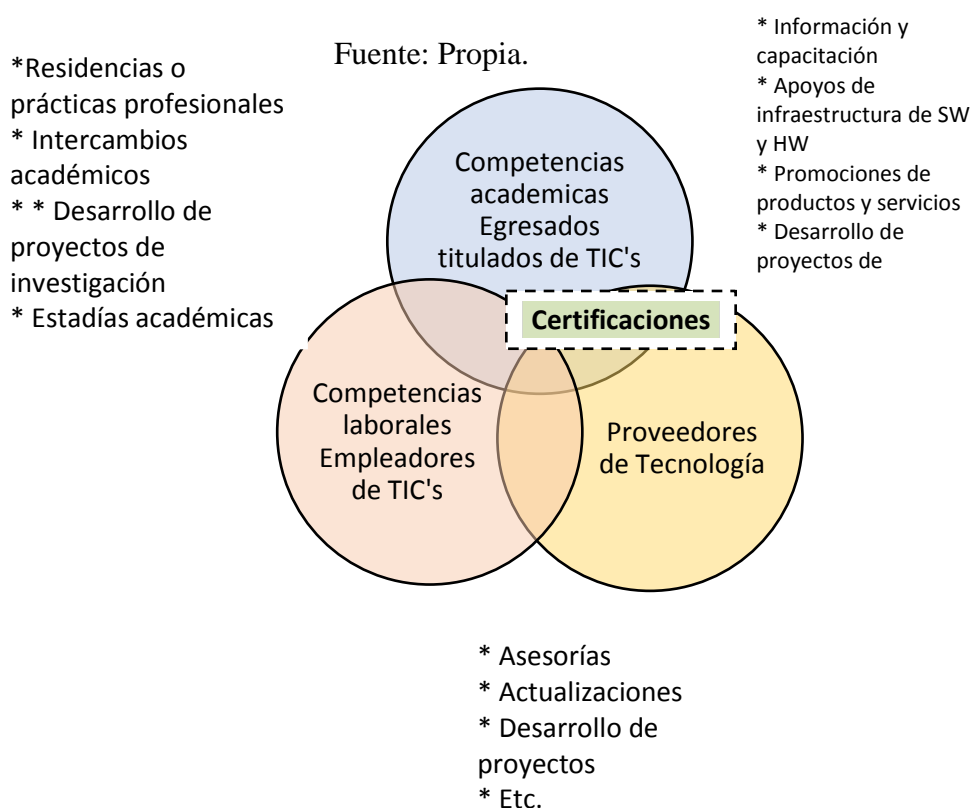 Fuente: Propia.
*Residencias o
prácticas profesionales
* Intercambios
académicos
* * Desarrollo de
proyectos de
investigación
* Estadías académicas
* Información y
capacitación
* Apoyos de
infraestructura de SW
y HW
* Promociones de
productos y servicios
* Desarrollo de
proyectos de
Competencias
academicas
Egresados
titulados de TIC's
Certificaciones
Competencias
laborales
Empleadores
de TIC's
Proveedores
de Tecnología
* Asesorías
* Actualizaciones
* Desarrollo de
proyectos
* Etc.